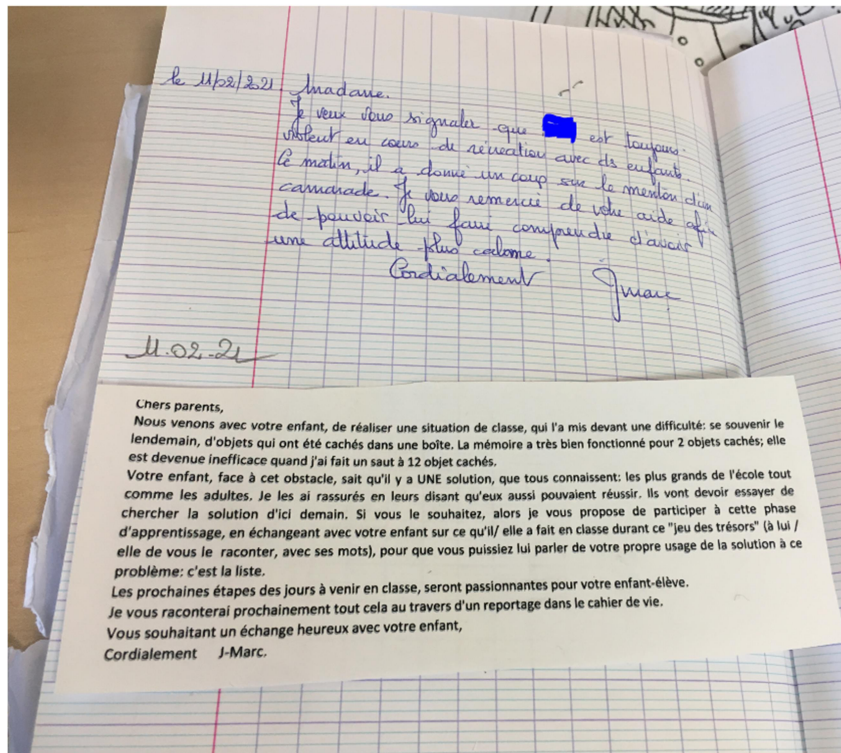 le 11/02/2021 Madame.
Je veux vous signaler que est toujours
violent en cours de récréation avec ds enfants.
Ce matin, il a donné un coup sur le menton d'un
camarade. Je vous remercie de votre aide afin
de pouvoir lui faire comprendre d'avoir
une attitude plus calme.
Cordialement Jmarc
11.02-21
Chers parents,
Nous venons avec votre enfant, de réaliser une situation de classe, qui l'a mis devant une difficulté: se souvenir le
lendemain, d'objets qui ont été cachés dans une boîte. La mémoire a très bien fonctionné pour 2 objets cachés; elle
est devenue inefficace quand j'ai fait un saut à 12 objet cachés.
Votre enfant, face à cet obstacle, sait qu'il y a UNE solution, que tous connaissent: les plus grands de l'école tout
comme les adultes. Je les ai rassurés en leurs disant qu'eux aussi pouvaient réussir. Ils vont devoir essayer de
chercher la solution d'ici demain. Si vous le souhaitez, alors je vous propose de participer à cette phase
d'apprentissage, en échangeant avec votre enfant sur ce qu'il/ elle a fait en classe durant ce "jeu des trésors" (à lui /
elle de vous le raconter, avec ses mots), pour que vous puissiez lui parler de votre propre usage de la solution à ce
problème: c'est la liste.
Les prochaines étapes des jours à venir en classe, seront passionnantes pour votre enfant-élève.
Je vous raconterai prochainement tout cela au travers d'un reportage dans le cahier de vie.
Vous souhaitant un échange heureux avec votre enfant,
Cordialement J-Marc.